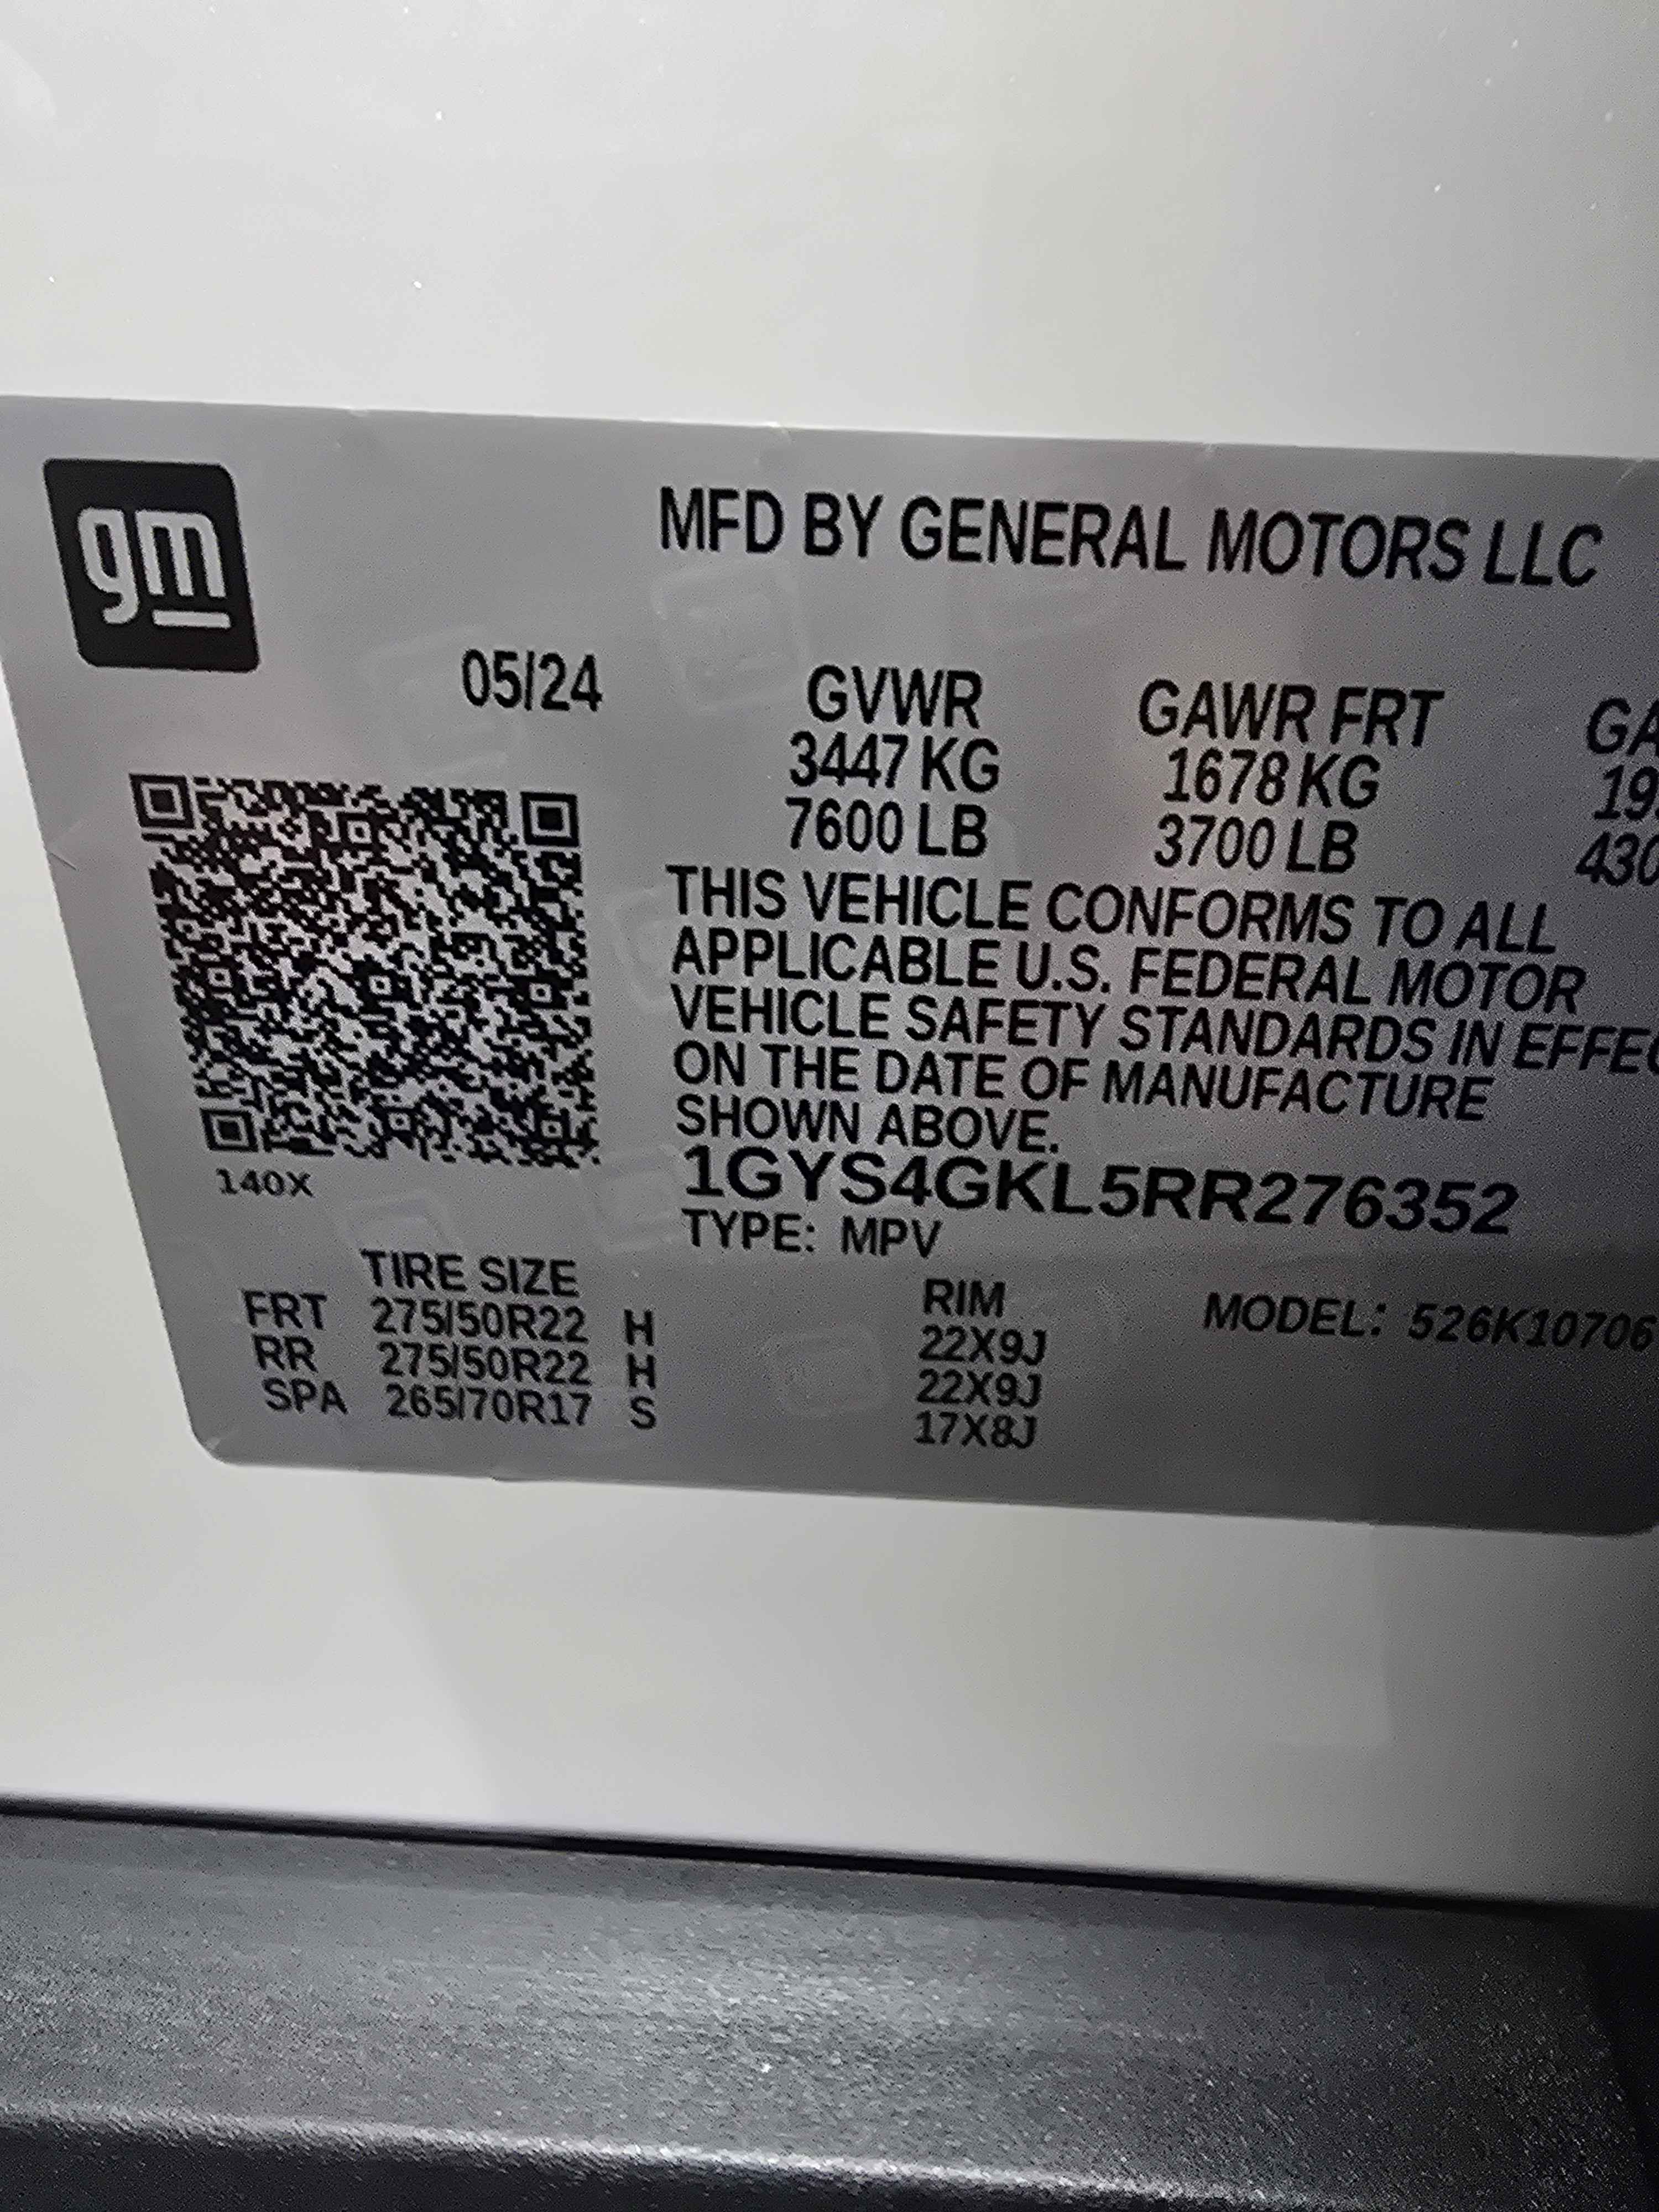 gm
MFD BY GENERAL MOTORS LLC
05/24
GVWR GAWR FRT
3447 KG 1678 KG
7600 LB 3700 LB
THIS VEHICLE CONFORMS TO ALL
APPLICABLE U.S. FEDERAL MOTOR
VEHICLE SAFETY STANDARDS IN
ON THE DATE OF MANUFACTURE
SHOWN ABOVE.
1GYS4GKL5RR276352
140X
TYPE: MPV
TIRE SIZE RIM MODEL: 526K10706
FRT 275/50R22 H 22X9J
RR 275/50R22 H 22X9J
SPA 265/70R17 S 17X8J